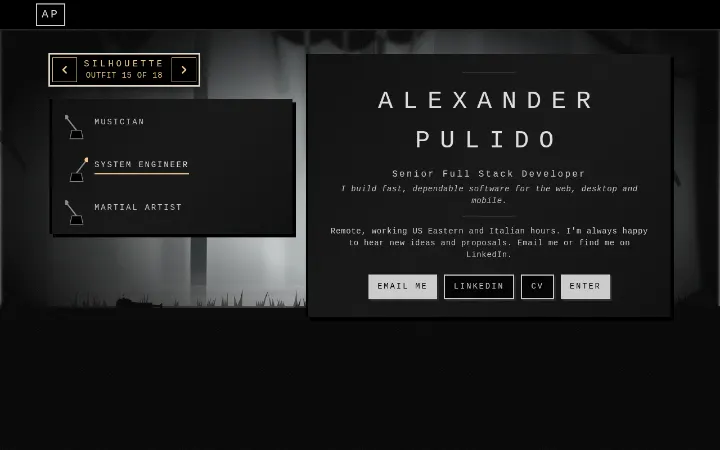 AP
SILHOUETTE
OUTFIT 15 OF 18
MUSICIAN
SYSTEM ENGINEER
MARTIAL ARTIST
ALEXANDER
PULIDO
Senior Full Stack Developer
I build fast, dependable software for the web, desktop and
mobile.
Remote, working US Eastern and Italian hours. I'm always happy
to hear new ideas and proposals. Email me or find me on
LinkedIn.
EMAIL ME
LINKEDIN
CV
ENTER